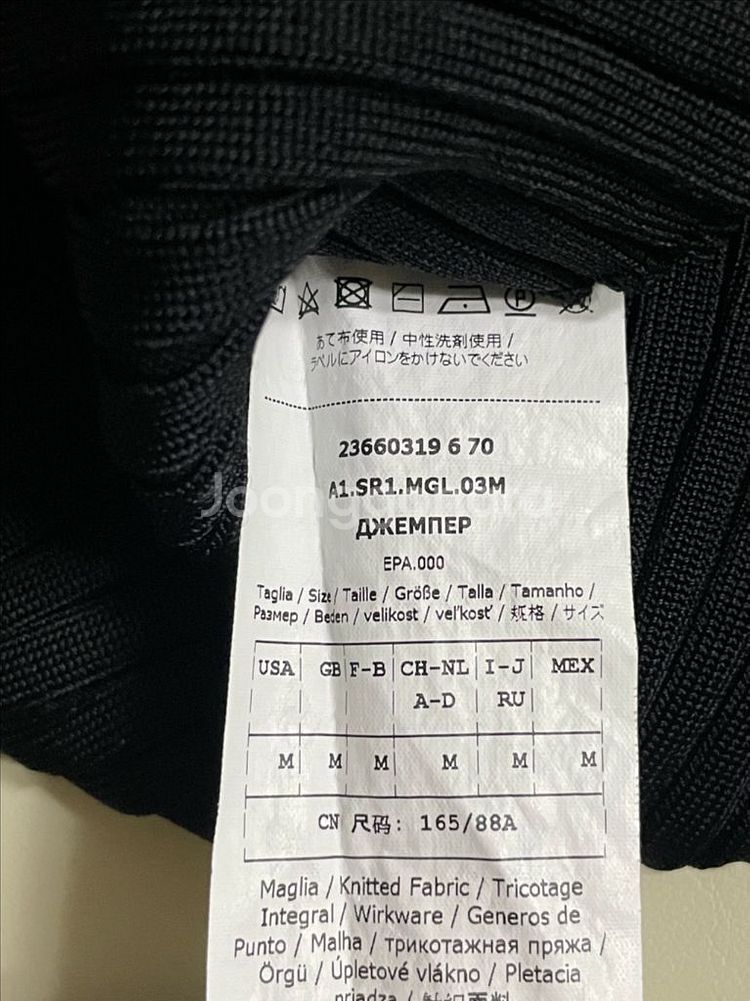 あて布使用 / 中性洗剤使用 /
ラベルにアイロンをかけないでください
23660319 6 70
A1.SR1.MGL.03M
Joongonara
ДЖЕМПЕР
EPA.000
Taglia / Size / Taille / Größe / Talla / Tamanho /
Размер / Beden / velikost / veľkosť / 规格 / サイズ
USA GB F-B CH-NL I-J MEX
A-D RU
M M M M M M
CN 尺码: 165/88A
Maglia / Knitted Fabric / Tricotage
Integral / Wirkware / Generos de
Punto / Malha / трикотажная пряжа /
Örgü / Úpletové vlákno / Pletacia
priadza /